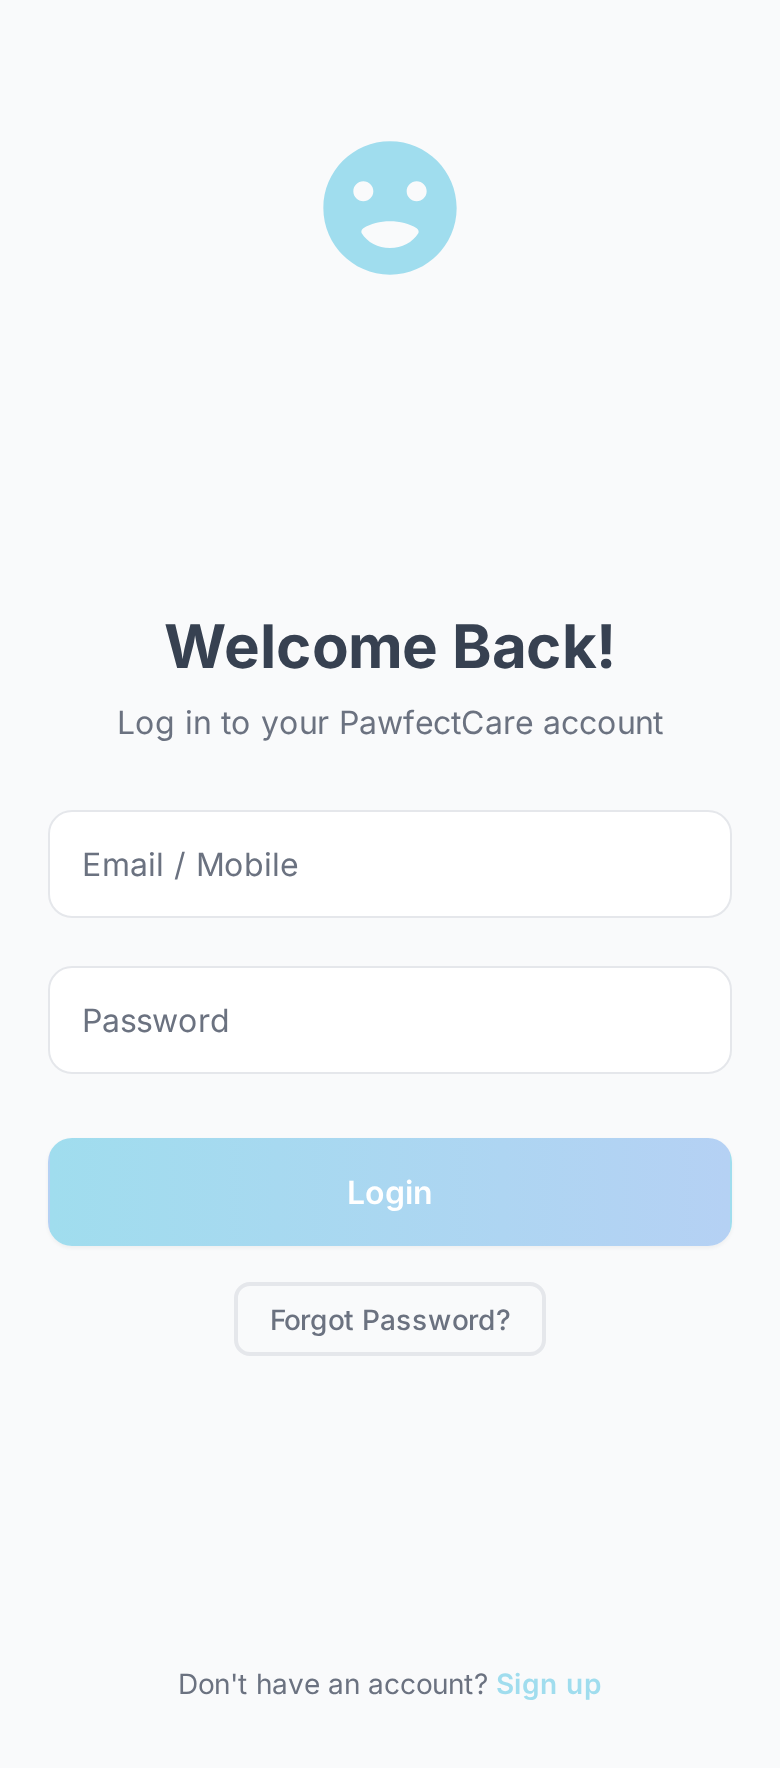 Welcome Back!
Log in to your PawfectCare account
Email / Mobile
Password
Login
Forgot Password?
Don't have an account? Sign up